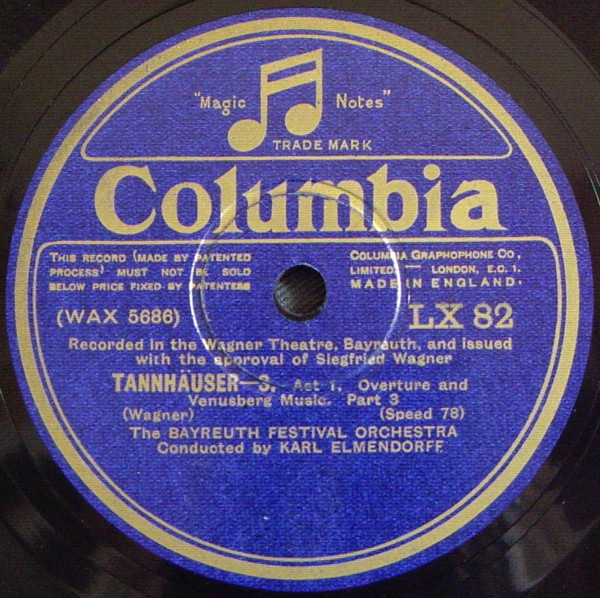 "Magic Notes"
TRADE MARK
Columbia
THIS RECORD (MADE BY PATENTED
PROCESS) MUST NOT BE SOLD
BELOW PRICE FIXED BY PATENTEES
COLUMBIA GRAPHOPHONE CO,
LIMITED — LONDON, E.C. 1.
MADE IN ENGLAND.
(WAX 5686)
LX 82
Recorded in the Wagner Theatre, Bayreuth, and issued
with the approval of Siegfried Wagner
TANNHÄUSER—3. Act 1. Overture and
Venusberg Music. Part 3
(Wagner) (Speed 78)
The BAYREUTH FESTIVAL ORCHESTRA
Conducted by KARL ELMENDORFF